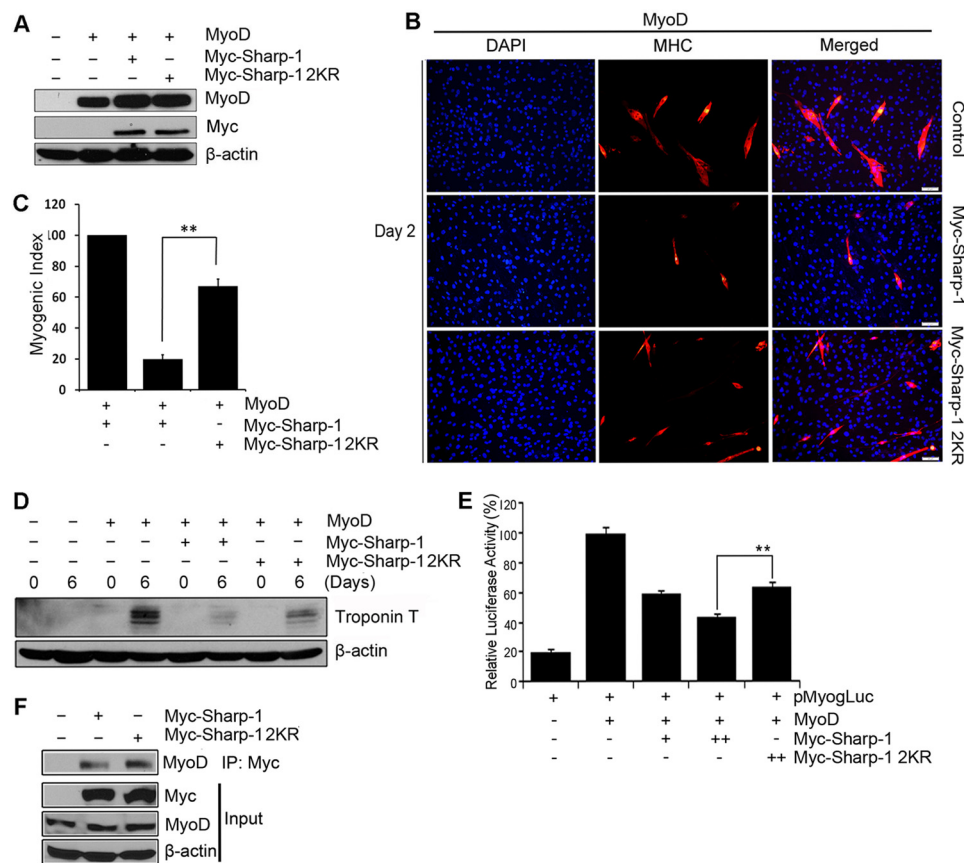 A
- + + + MyoD
- - + - Myc-Sharp-1
- - - + Myc-Sharp-1 2KR
MyoD
Myc
β-actin
B
MyoD
DAPI MHC Merged
Day 2
Control
Myc-Sharp-1
Myc-Sharp-1 2KR
C
Myogenic Index
120
100
80
60
40
20
0
**
+ + + MyoD
+ + - Myc-Sharp-1
- - + Myc-Sharp-1 2KR
D
- - + + + + + + MyoD
- - - - + + - - Myc-Sharp-1
- - - - - - + + Myc-Sharp-1 2KR
0 6 0 6 0 6 0 6 (Days)
Troponin T
β-actin
E
Relative Luciferase Activity (%)
120
100
80
60
40
20
0
**
+ + + + + pMyogLuc
- + + + + MyoD
- - + ++ - Myc-Sharp-1
- - - - ++ Myc-Sharp-1 2KR
F
- + - Myc-Sharp-1
- - + Myc-Sharp-1 2KR
MyoD IP: Myc
Myc
MyoD
β-actin
Input